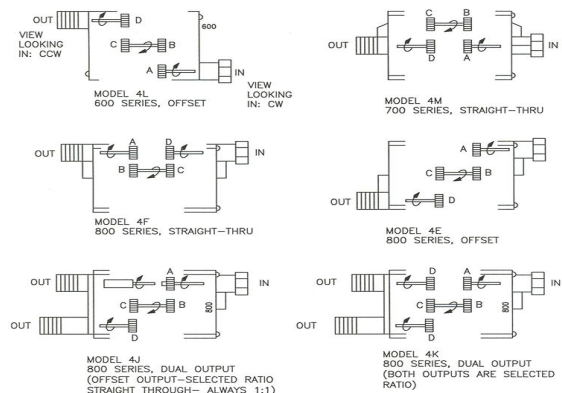 OUT
D
600
VIEW
LOOKING
IN: CCW
C
B
A
IN
VIEW
LOOKING
IN: CW
MODEL 4L
600 SERIES, OFFSET
C
B
OUT
IN
D
A
MODEL 4M
700 SERIES, STRAIGHT-THRU
A
D
OUT
IN
B
C
MODEL 4F
800 SERIES, STRAIGHT-THRU
A
IN
C
B
OUT
D
MODEL 4E
800 SERIES, OFFSET
A
OUT
IN
C
B
800
OUT
D
MODEL 4J
800 SERIES, DUAL OUTPUT
(OFFSET OUTPUT-SELECTED RATIO
STRAIGHT THROUGH- ALWAYS 1:1)
D
A
OUT
IN
C
B
800
OUT
D
MODEL 4K
800 SERIES, DUAL OUTPUT
(BOTH OUTPUTS ARE SELECTED
RATIO)